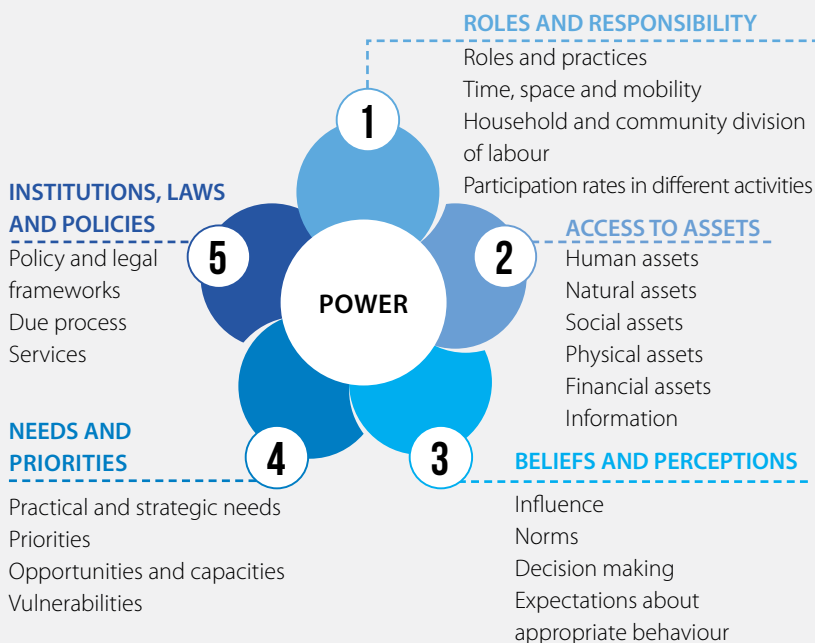 ROLES AND RESPONSIBILITY
Roles and practices
Time, space and mobility
Household and community division
of labour
Participation rates in different activities
1
ACCESS TO ASSETS
Human assets
Natural assets
Social assets
Physical assets
Financial assets
Information
2
BELIEFS AND PERCEPTIONS
Influence
Norms
Decision making
Expectations about
appropriate behaviour
3
NEEDS AND
PRIORITIES
Practical and strategic needs
Priorities
Opportunities and capacities
Vulnerabilities
4
INSTITUTIONS, LAWS
AND POLICIES
Policy and legal
frameworks
Due process
Services
5
POWER